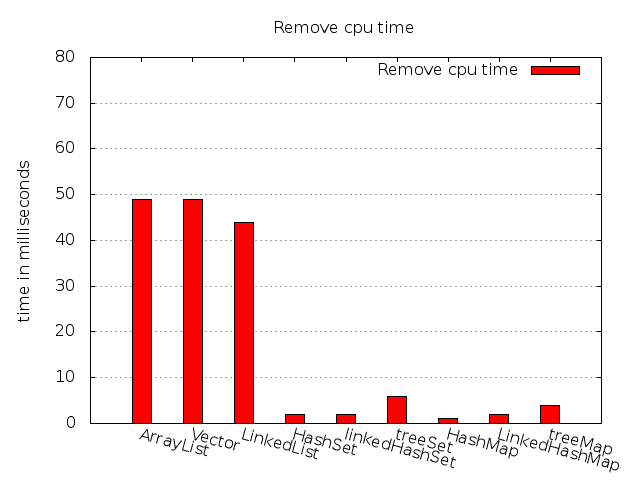 Remove cpu time
Remove cpu time
80
70
60
50
40
30
20
10
0
time in milliseconds
ArrayList
Vector
LinkedList
HashSet
linkedHashSet
treeSet
HashMap
LinkedHashMap
treeMap